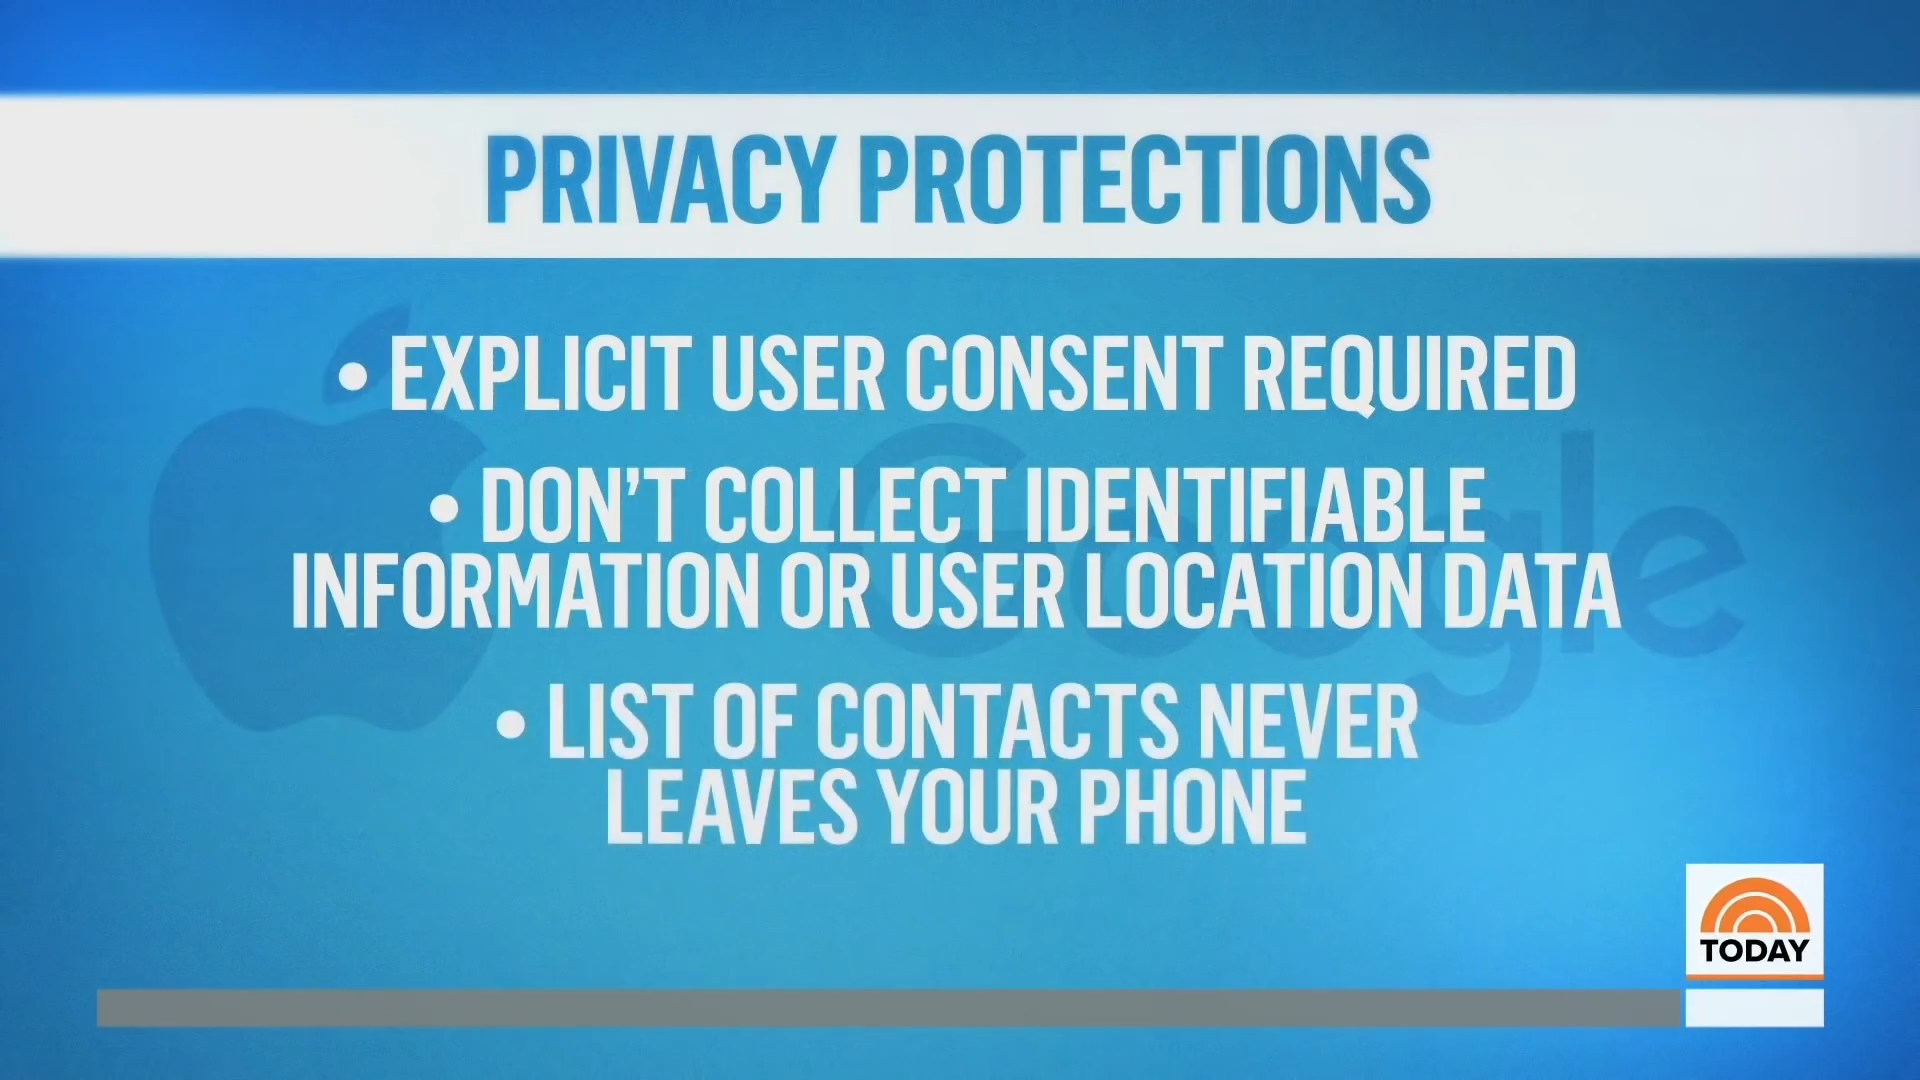 PRIVACY PROTECTIONS
• EXPLICIT USER CONSENT REQUIRED
• DON'T COLLECT IDENTIFIABLE
INFORMATION OR USER LOCATION DATA
• LIST OF CONTACTS NEVER
LEAVES YOUR PHONE
Google
TODAY